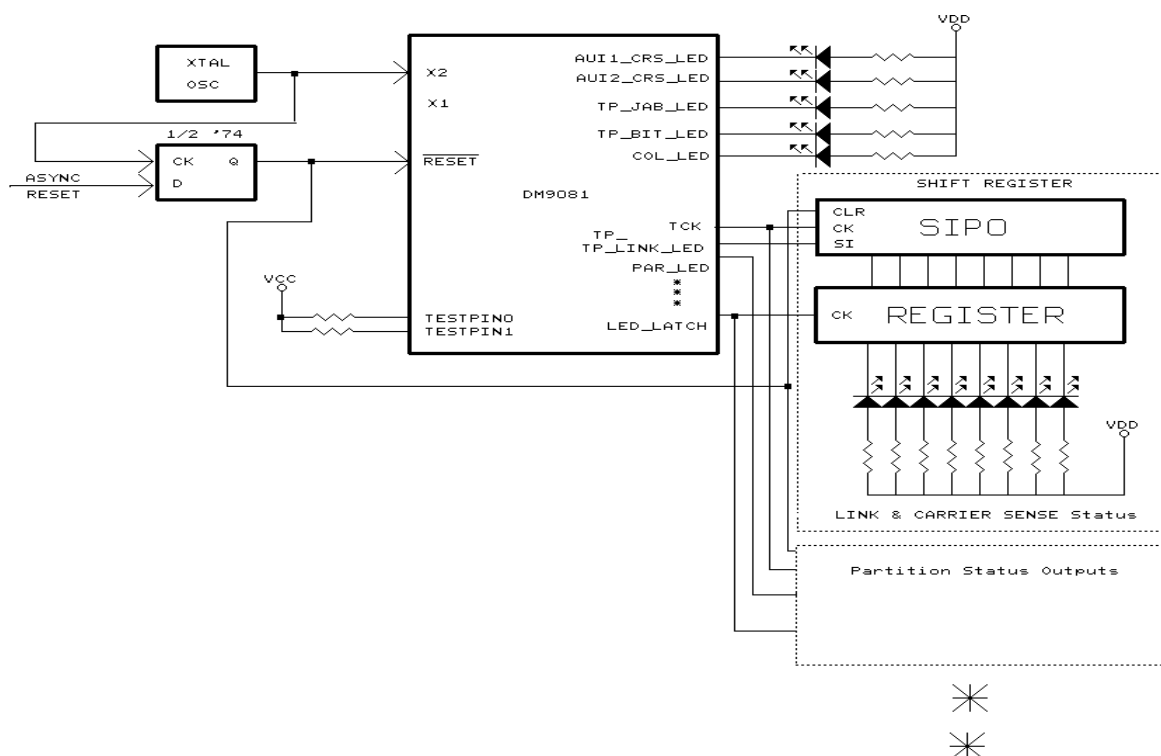 VDD
XTAL
OSC
X2
X1
AUI1_CRS_LED
AUI2_CRS_LED
TP_JAB_LED
TP_BIT_LED
COL_LED
1/2 '74
CK Q
D
ASYNC
RESET
RESET
DM9081
TCK
TP_
TP_LINK_LED
PAR_LED
*
*
*
LED_LATCH
VCC
TESTPIN0
TESTPIN1
SHIFT REGISTER
CLR
CK
SI
SIPO
CK
REGISTER
VDD
LINK & CARRIER SENSE Status
Partition Status Outputs